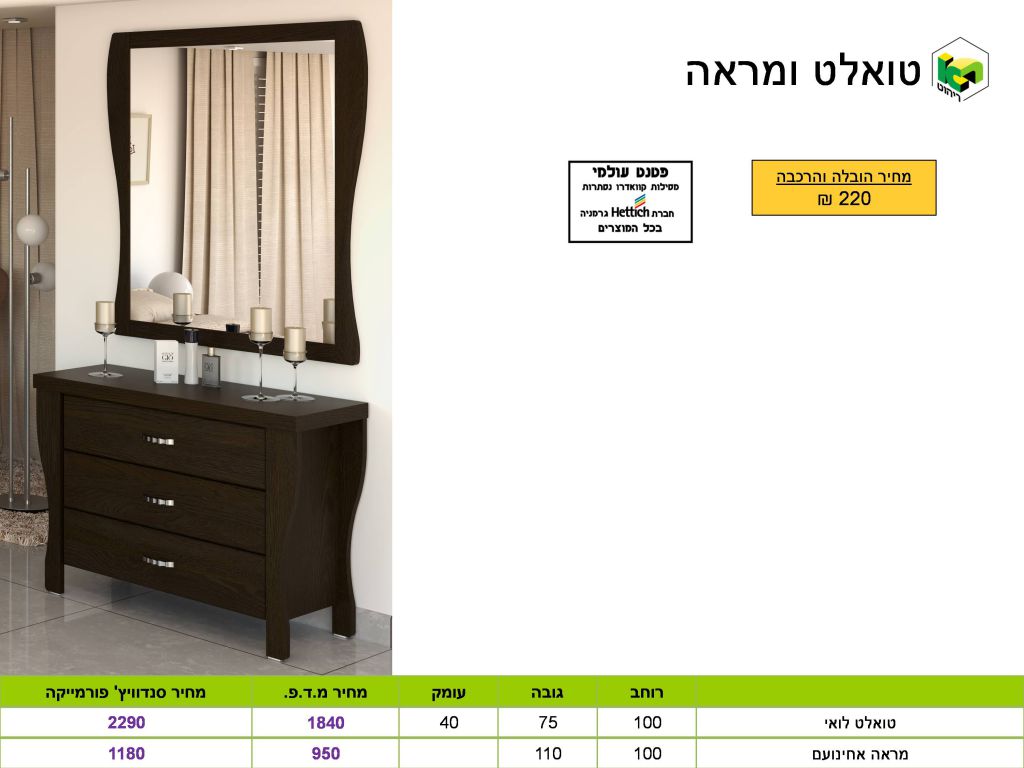 טואלט ומראה
ריהוט
מחיר הובלה והרכבה
220 ₪
פטנט עולמי
מסילות קוואדרו נסתרות
חברת Hettich גרמניה
בכל המוצרים
רוחב גובה עומק מחיר מ.ד.פ. מחיר סנדוויץ' פורמייקה
טואלט לואי 100 75 40 1840 2290
מראה אחינועם 100 110 950 1180